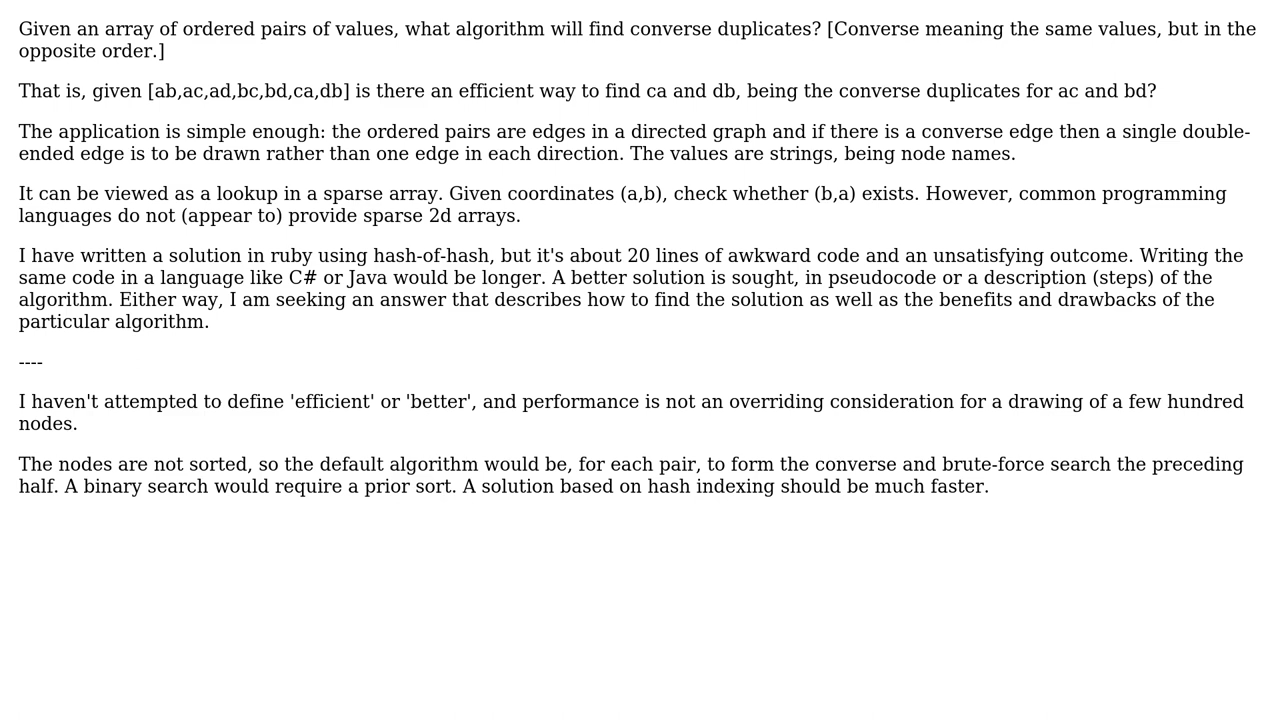 Given an array of ordered pairs of values, what algorithm will find converse duplicates? [Converse meaning the same values, but in the
opposite order.]
That is, given [ab,ac,ad,bc,bd,ca,db] is there an efficient way to find ca and db, being the converse duplicates for ac and bd?
The application is simple enough: the ordered pairs are edges in a directed graph and if there is a converse edge then a single double-
ended edge is to be drawn rather than one edge in each direction. The values are strings, being node names.
It can be viewed as a lookup in a sparse array. Given coordinates (a,b), check whether (b,a) exists. However, common programming
languages do not (appear to) provide sparse 2d arrays.
I have written a solution in ruby using hash-of-hash, but it's about 20 lines of awkward code and an unsatisfying outcome. Writing the
same code in a language like C# or Java would be longer. A better solution is sought, in pseudocode or a description (steps) of the
algorithm. Either way, I am seeking an answer that describes how to find the solution as well as the benefits and drawbacks of the
particular algorithm.
----
I haven't attempted to define 'efficient' or 'better', and performance is not an overriding consideration for a drawing of a few hundred
nodes.
The nodes are not sorted, so the default algorithm would be, for each pair, to form the converse and brute-force search the preceding
half. A binary search would require a prior sort. A solution based on hash indexing should be much faster.